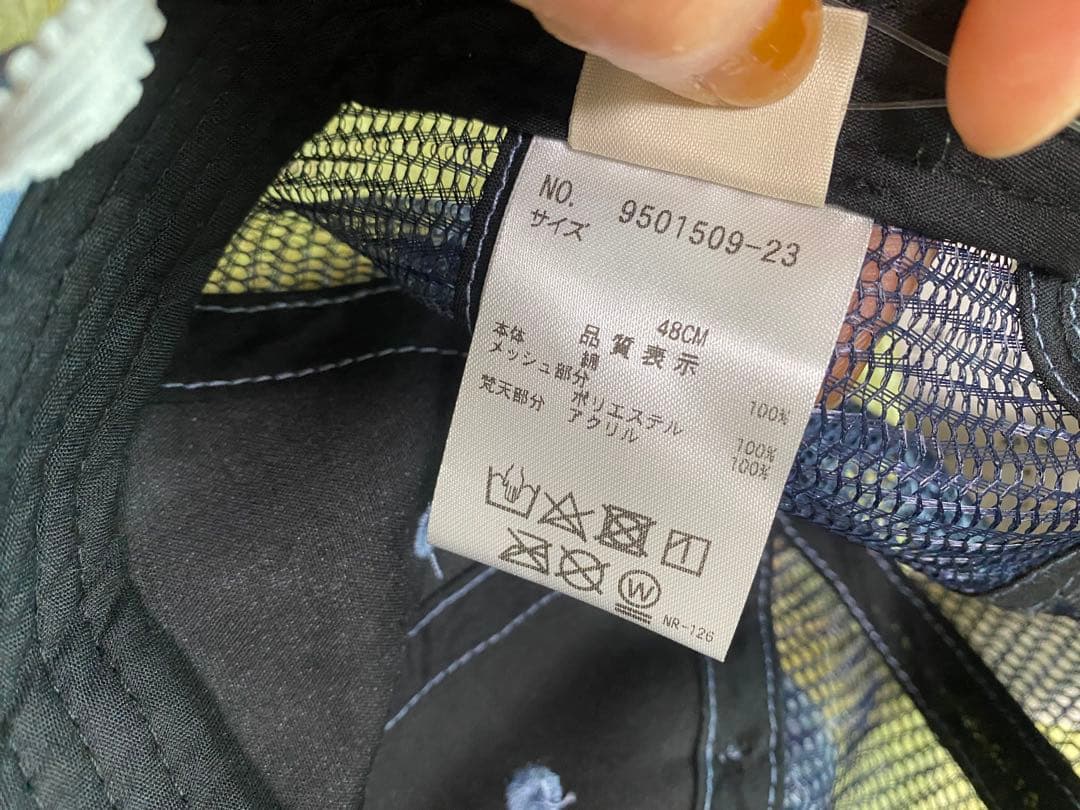 NO. 9501509-23
サイズ
48CM
品質表示
本体 綿 100%
メッシュ部分 ポリエステル 100%
梵天部分 アクリル 100%
W
NR-126